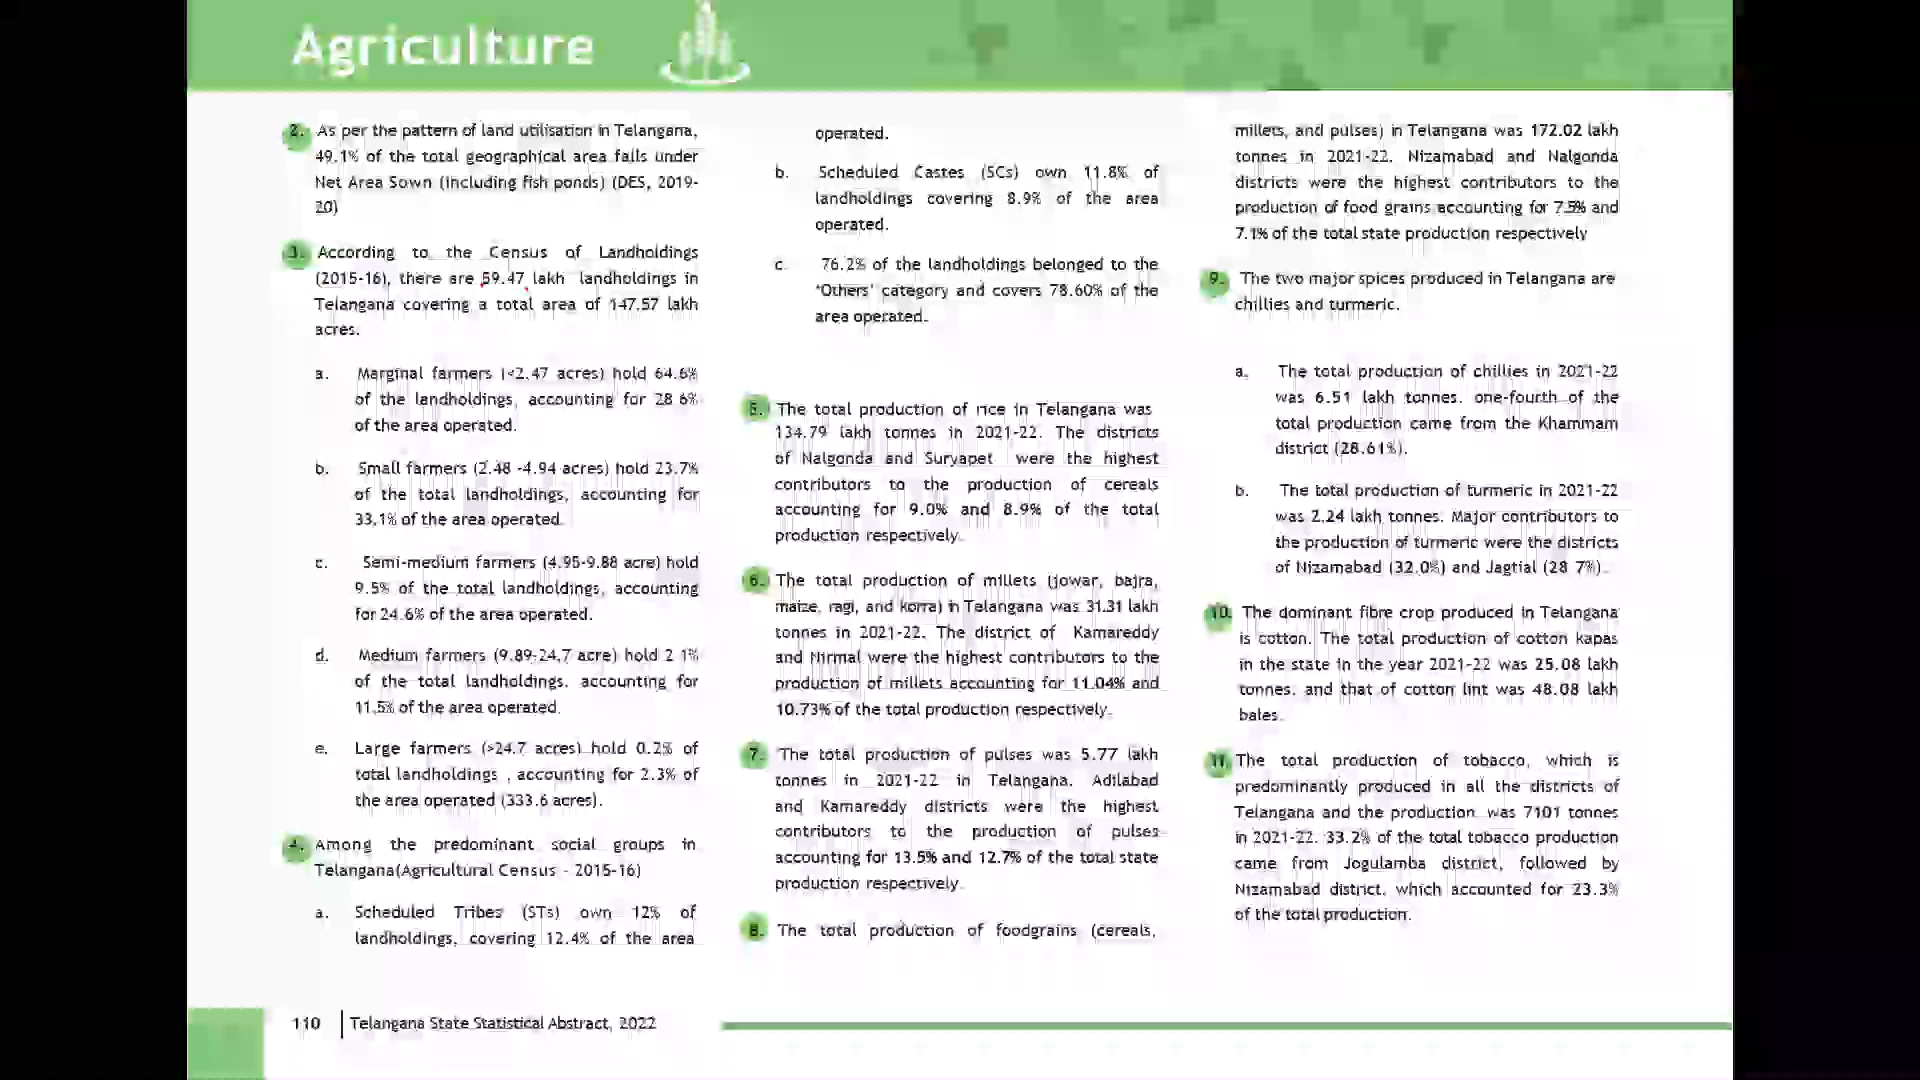 Agriculture
2. As per the pattern of land utilisation in Telangana,
49.1% of the total geographical area falls under
Net Area Sown (including fish ponds) (DES, 2019-
20)
3. According to the Census of Landholdings
(2015-16), there are 59.47 lakh landholdings in
Telangana covering a total area of 147.57 lakh
acres.
a. Marginal farmers (<2.47 acres) hold 64.6%
of the landholdings, accounting for 28.6%
of the area operated.
b. Small farmers (2.48 -4.94 acres) hold 23.7%
of the total landholdings, accounting for
33.1% of the area operated.
c. Semi-medium farmers (4.95-9.88 acre) hold
9.5% of the total landholdings, accounting
for 24.6% of the area operated.
d. Medium farmers (9.89-24.7 acre) hold 2.1%
of the total landholdings, accounting for
11.5% of the area operated.
e. Large farmers (>24.7 acres) hold 0.2% of
total landholdings , accounting for 2.3% of
the area operated (333.6 acres).
4. Among the predominant social groups in
Telangana(Agricultural Census - 2015-16)
a. Scheduled Tribes (STs) own 12% of
landholdings, covering 12.4% of the area
operated.
b. Scheduled Castes (SCs) own 11.8% of
landholdings covering 8.9% of the area
operated.
c. 76.2% of the landholdings belonged to the
'Others' category and covers 78.60% of the
area operated.
5. The total production of rice in Telangana was
134.79 lakh tonnes in 2021-22. The districts
of Nalgonda and Suryapet were the highest
contributors to the production of cereals
accounting for 9.0% and 8.9% of the total
production respectively.
6. The total production of millets (jowar, bajra,
maize, ragi, and korra) in Telangana was 31.31 lakh
tonnes in 2021-22. The district of Kamareddy
and Nirmal were the highest contributors to the
production of millets accounting for 11.04% and
10.73% of the total production respectively.
7. The total production of pulses was 5.77 lakh
tonnes in 2021-22 in Telangana. Adilabad
and Kamareddy districts were the highest
contributors to the production of pulses
accounting for 13.5% and 12.7% of the total state
production respectively.
8. The total production of foodgrains (cereals,
millets, and pulses) in Telangana was 172.02 lakh
tonnes in 2021-22. Nizamabad and Nalgonda
districts were the highest contributors to the
production of food grains accounting for 7.5% and
7.1% of the total state production respectively
9. The two major spices produced in Telangana are
chillies and turmeric.
a. The total production of chillies in 2021-22
was 6.51 lakh tonnes. one-fourth of the
total production came from the Khammam
district (28.61%).
b. The total production of turmeric in 2021-22
was 2.24 lakh tonnes. Major contributors to
the production of turmeric were the districts
of Nizamabad (32.0%) and Jagtial (28.7%).
10. The dominant fibre crop produced in Telangana
is cotton. The total production of cotton kapas
in the state in the year 2021-22 was 25.08 lakh
tonnes. and that of cotton lint was 48.08 lakh
bales.
11. The total production of tobacco, which is
predominantly produced in all the districts of
Telangana and the production was 7101 tonnes
in 2021-22. 33.2% of the total tobacco production
came from Jogulamba district, followed by
Nizamabad district, which accounted for 23.3%
of the total production.
110 | Telangana State Statistical Abstract, 2022